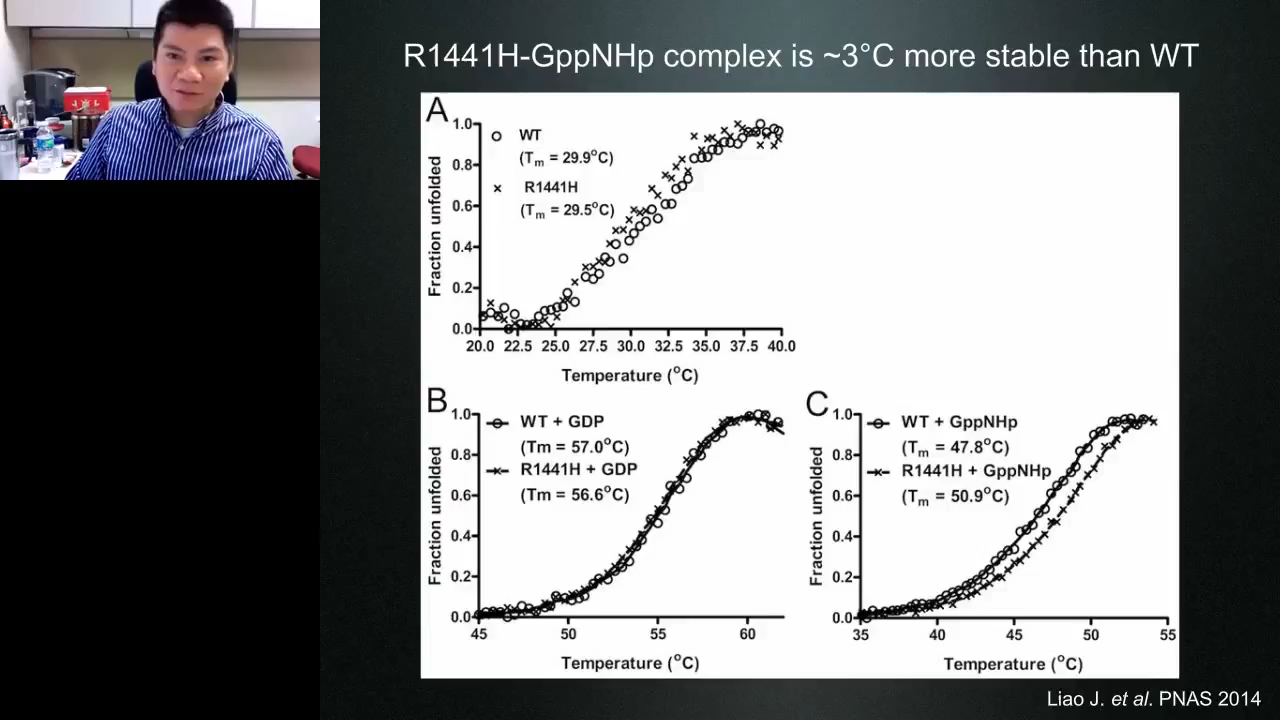 R1441H-GppNHp complex is ~3°C more stable than WT
A
Fraction unfolded
1.0
0.8
0.6
0.4
0.2
0.0
WT
(Tm = 29.9°C)
R1441H
(Tm = 29.5°C)
20.0 22.5 25.0 27.5 30.0 32.5 35.0 37.5 40.0
Temperature (°C)
B
Fraction unfolded
1.0
0.8
0.6
0.4
0.2
0.0
WT + GDP
(Tm = 57.0°C)
R1441H + GDP
(Tm = 56.6°C)
45 50 55 60
Temperature (°C)
C
Fraction unfolded
1.0
0.8
0.6
0.4
0.2
0.0
WT + GppNHp
(Tm = 47.8°C)
R1441H + GppNHp
(Tm = 50.9°C)
35 40 45 50 55
Temperature (°C)
Liao J. et al. PNAS 2014